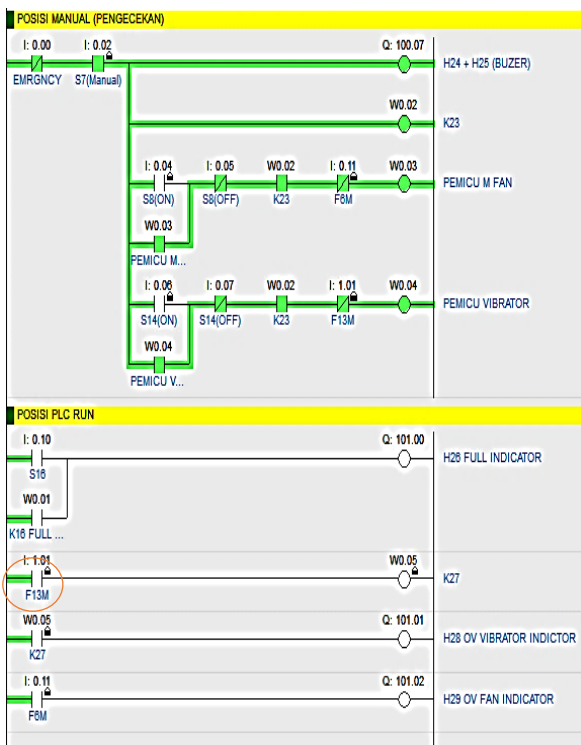 POSISI MANUAL (PENGECEKAN)
I: 0.00 I: 0.02 Q: 100.07
EMRGNCY S7(Manual) H24 + H25 (BUZER)
W0.02
K23
I: 0.04 I: 0.05 W0.02 I: 0.11 W0.03
S8(ON) S8(OFF) K23 F6M PEMICU M FAN
W0.03
PEMICU M...
I: 0.06 I: 0.07 W0.02 I: 1.01 W0.04
S14(ON) S14(OFF) K23 F13M PEMICU VIBRATOR
W0.04
PEMICU V...
POSISI PLC RUN
I: 0.10 Q: 101.00
S16 H26 FULL INDICATOR
W0.01
K16 FULL ...
I: 1.01 W0.05
F13M K27
W0.05 Q: 101.01
K27 H28 OV VIBRATOR INDICTOR
I: 0.11 Q: 101.02
F6M H29 OV FAN INDICATOR